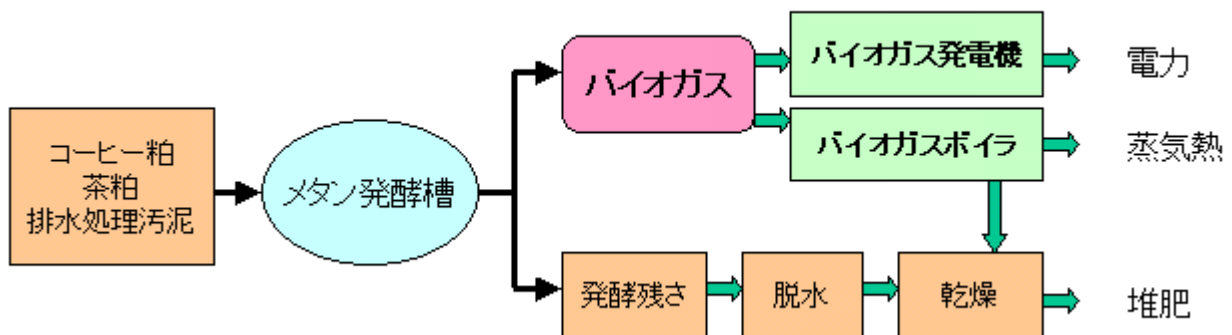 コーヒー粕
茶粕
排水処理汚泥
メタン発酵槽
バイオガス
バイオガス発電機
電力
バイオガスボイラ
蒸気熱
発酵残さ
脱水
乾燥
堆肥